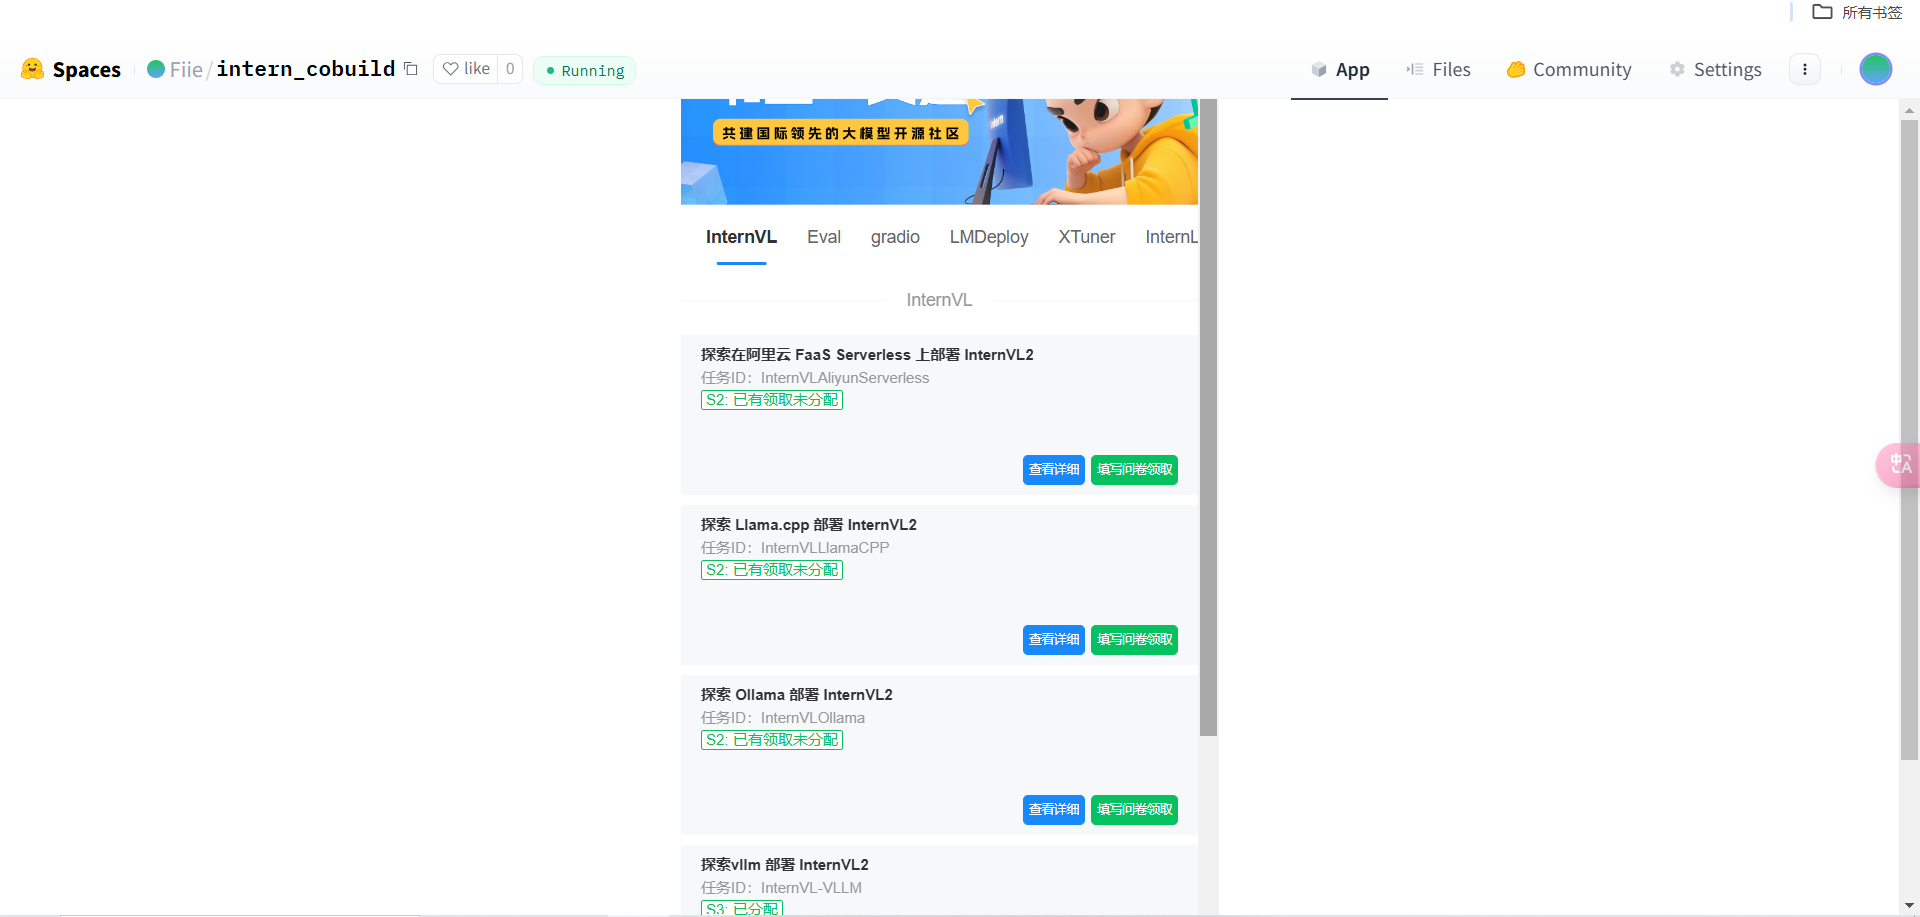 所有书签
Spaces
Fiie/intern_cobuild
like 0
Running
App
Files
Community
Settings
共建国际领先的大模型开源社区
InternVL Eval gradio LMDeploy XTuner InternL
InternVL
探索在阿里云 FaaS Serverless 上部署 InternVL2
任务ID：InternVLAliyunServerless
S2: 已有领取未分配
查看详细 填写问卷领取
探索 Llama.cpp 部署 InternVL2
任务ID：InternVLLlamaCPP
S2: 已有领取未分配
查看详细 填写问卷领取
探索 Ollama 部署 InternVL2
任务ID：InternVLOllama
S2: 已有领取未分配
查看详细 填写问卷领取
探索vllm 部署 InternVL2
任务ID：InternVL-VLLM
S3: 已分配